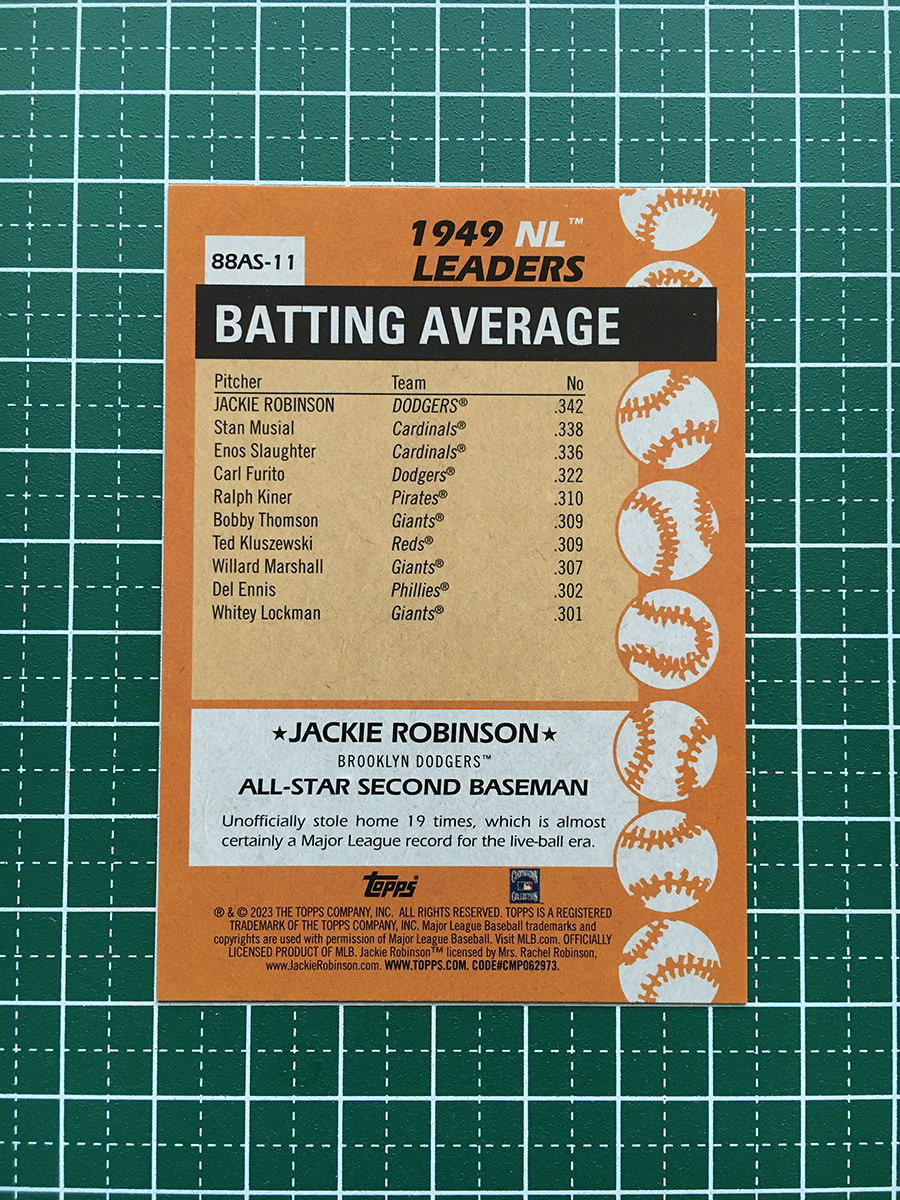 88AS-11
1949 NL™
LEADERS
BATTING AVERAGE
Pitcher Team No
JACKIE ROBINSON DODGERS® .342
Stan Musial Cardinals® .338
Enos Slaughter Cardinals® .336
Carl Furito Dodgers® .322
Ralph Kiner Pirates® .310
Bobby Thomson Giants® .309
Ted Kluszewski Reds® .309
Willard Marshall Giants® .307
Del Ennis Phillies® .302
Whitey Lockman Giants® .301
★JACKIE ROBINSON★
BROOKLYN DODGERS™
ALL-STAR SECOND BASEMAN
Unofficially stole home 19 times, which is almost
certainly a Major League record for the live-ball era.
topps®
COOPERSTOWN
COLLECTION
® & © 2023 THE TOPPS COMPANY, INC. ALL RIGHTS RESERVED. TOPPS IS A REGISTERED
TRADEMARK OF THE TOPPS COMPANY, INC. Major League Baseball trademarks and
copyrights are used with permission of Major League Baseball. Visit MLB.com. OFFICIALLY
LICENSED PRODUCT OF MLB. Jackie Robinson™ licensed by Mrs. Rachel Robinson,
www.JackieRobinson.com. WWW.TOPPS.COM. CODE#CMP062973.